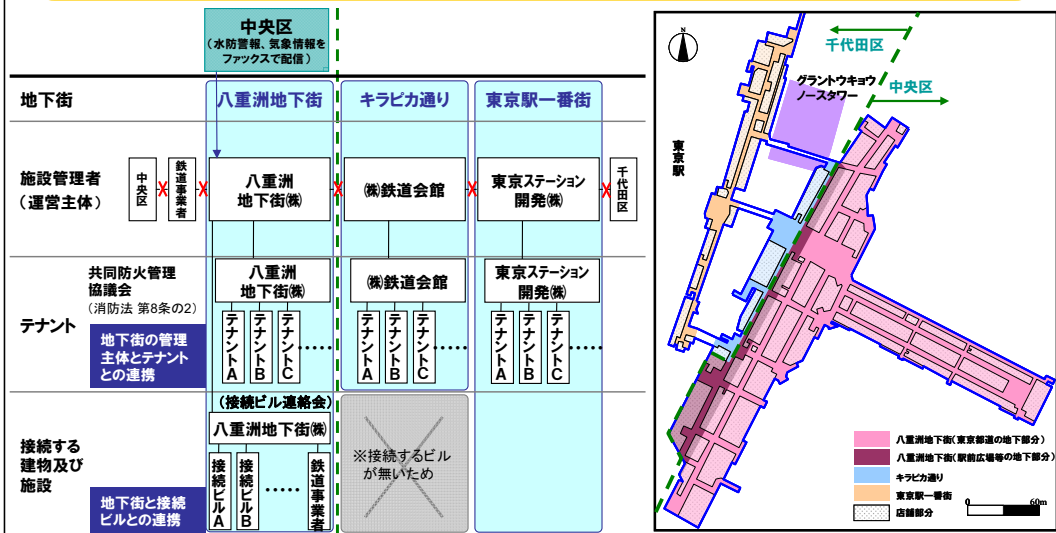 中央区
（水防警報、気象情報を
ファックスで配信）
地下街
八重洲地下街
キラピカ通り
東京駅一番街
施設管理者
（運営主体）
中央区
鉄道事業者
八重洲
地下街㈱
㈱鉄道会館
東京ステーション
開発㈱
千代田区
テナント
共同防火管理
協議会
（消防法 第8条の2）
地下街の管理
主体とテナント
との連携
八重洲
地下街㈱
㈱鉄道会館
東京ステーション
開発㈱
テナントA
テナントB
テナントC
‥‥‥
テナントA
テナントB
テナントC
‥‥‥
テナントA
テナントB
テナントC
‥‥‥
接続する
建物及び
施設
地下街と接続
ビルとの連携
（接続ビル連絡会）
八重洲地下街㈱
接続ビルA
接続ビルB
‥‥‥
鉄道事業者
※接続するビル
が無いため
N
千代田区
グラントウキョウ
ノースタワー
中央区
東京駅
八重洲地下街（東京都道の地下部分）
八重洲地下街（駅前広場等の地下部分）
キラピカ通り
東京駅一番街
店舗部分
0 60m